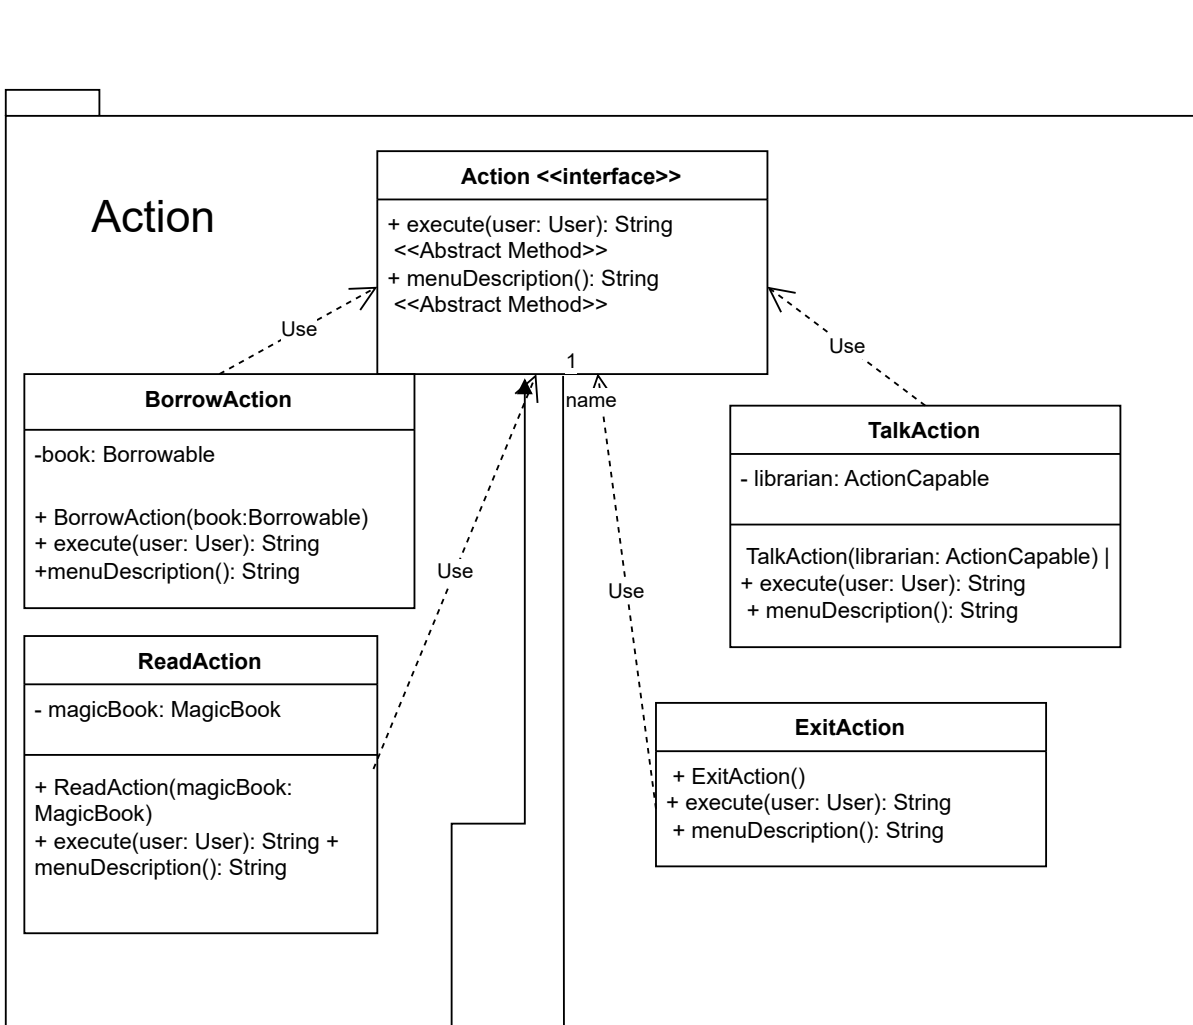 Action <<interface>>
Action
+ execute(user: User): String
<<Abstract Method>>
+ menuDescription(): String
<<Abstract Method>>
Use
Use
1
name
BorrowAction
-book: Borrowable
+ BorrowAction(book:Borrowable)
+ execute(user: User): String
+menuDescription(): String
TalkAction
- librarian: ActionCapable
TalkAction(librarian: ActionCapable) |
+ execute(user: User): String
+ menuDescription(): String
Use
Use
ReadAction
- magicBook: MagicBook
+ ReadAction(magicBook:
MagicBook)
+ execute(user: User): String +
menuDescription(): String
ExitAction
+ ExitAction()
+ execute(user: User): String
+ menuDescription(): String